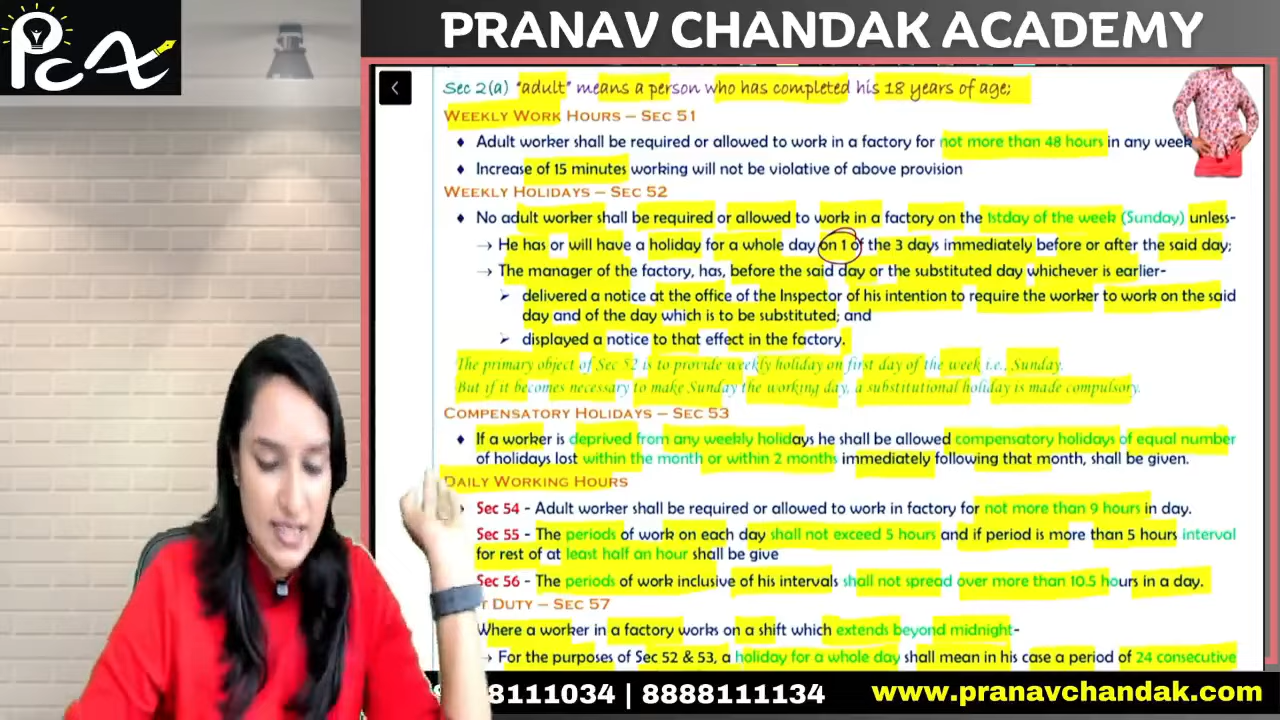 PCA
PRANAV CHANDAK ACADEMY
Sec 2(a) "adult" means a person who has completed his 18 years of age;
WEEKLY WORK HOURS – SEC 51
♦ Adult worker shall be required or allowed to work in a factory for not more than 48 hours in any week
♦ Increase of 15 minutes working will not be violative of above provision
WEEKLY HOLIDAYS – SEC 52
♦ No adult worker shall be required or allowed to work in a factory on the 1stday of the week (Sunday) unless-
→ He has or will have a holiday for a whole day on 1 of the 3 days immediately before or after the said day;
→ The manager of the factory, has, before the said day or the substituted day whichever is earlier-
➢ delivered a notice at the office of the Inspector of his intention to require the worker to work on the said
day and of the day which is to be substituted; and
➢ displayed a notice to that effect in the factory.
The primary object of Sec 52 is to provide weekly holiday on first day of the week i.e., Sunday.
But if it becomes necessary to make Sunday the working day, a substitutional holiday is made compulsory.
COMPENSATORY HOLIDAYS – SEC 53
♦ If a worker is deprived from any weekly holidays he shall be allowed compensatory holidays of equal number
of holidays lost within the month or within 2 months immediately following that month, shall be given.
DAILY WORKING HOURS
Sec 54 - Adult worker shall be required or allowed to work in factory for not more than 9 hours in day.
Sec 55 - The periods of work on each day shall not exceed 5 hours and if period is more than 5 hours interval
for rest of at least half an hour shall be give
Sec 56 - The periods of work inclusive of his intervals shall not spread over more than 10.5 hours in a day.
DUTY – SEC 57
Where a worker in a factory works on a shift which extends beyond midnight-
→ For the purposes of Sec 52 & 53, a holiday for a whole day shall mean in his case a period of 24 consecutive
8111034 | 8888111134 www.pranavchandak.com